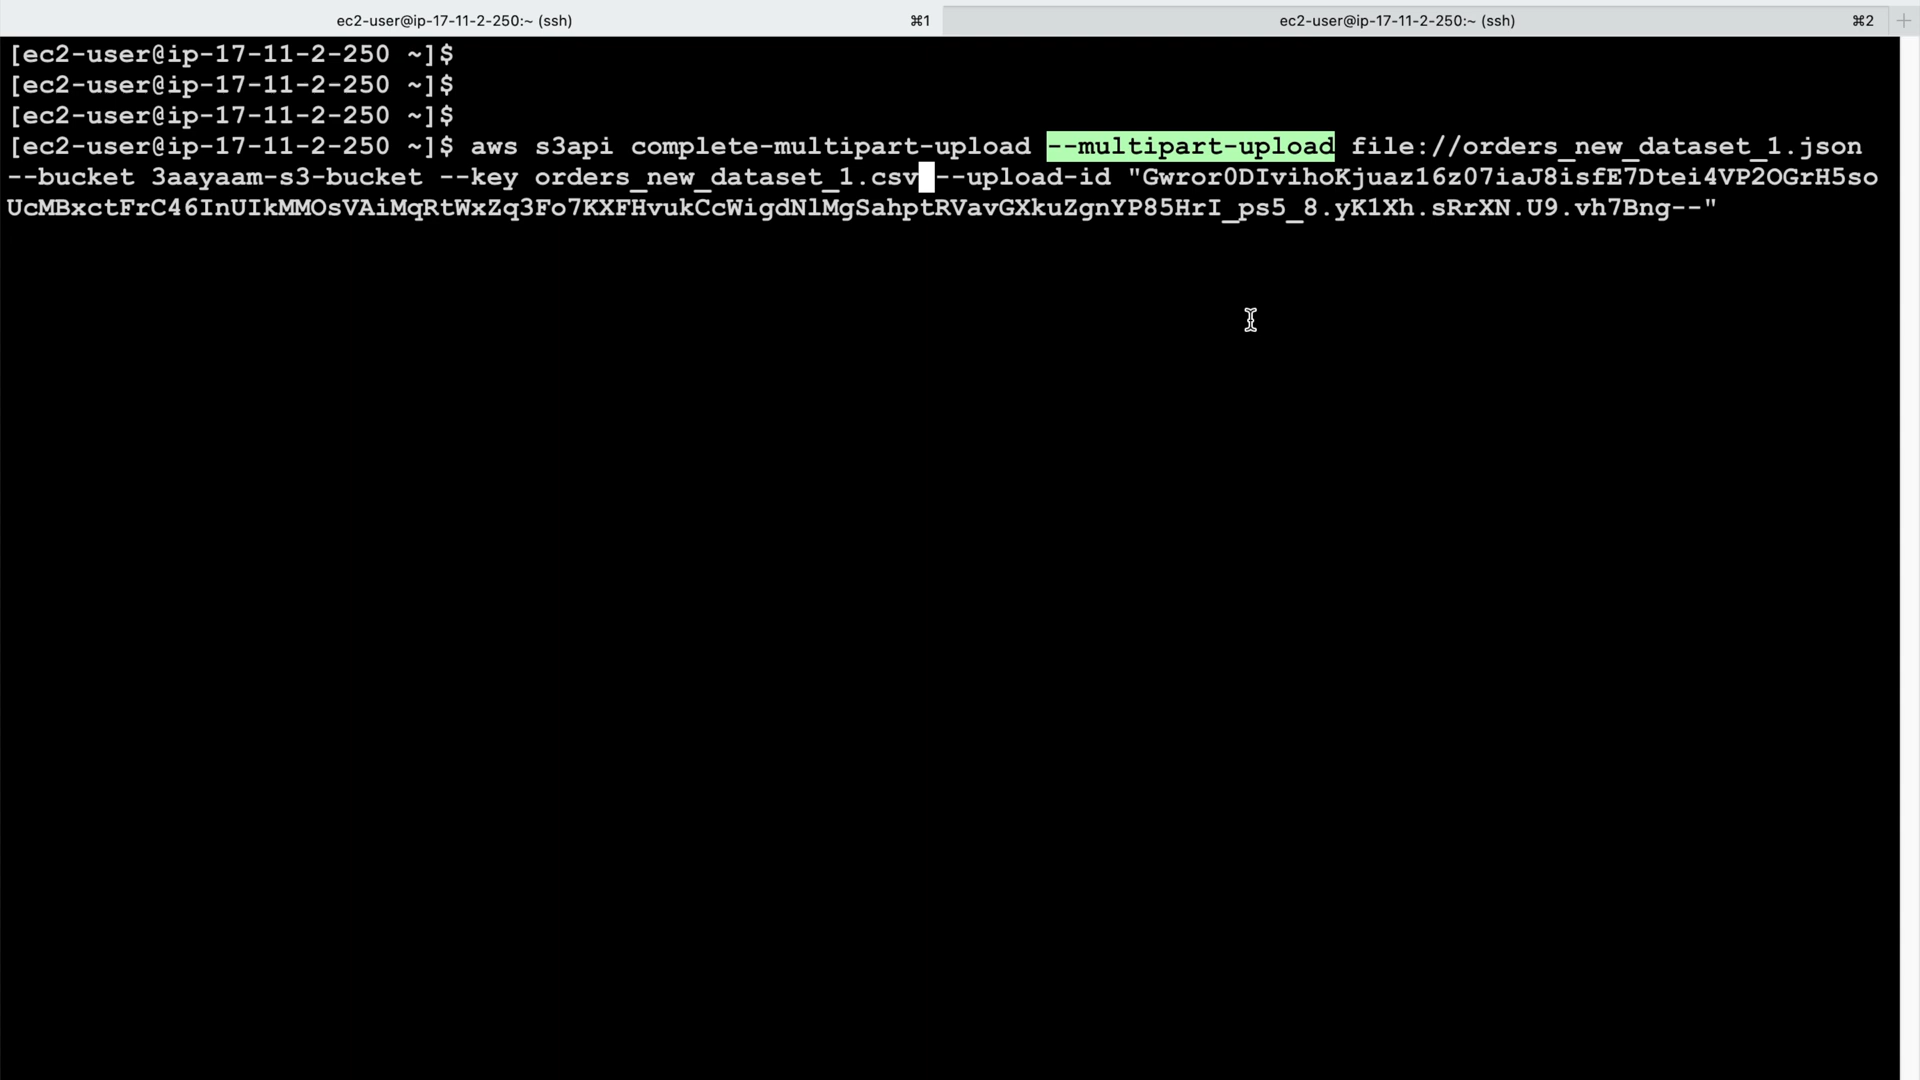 ec2-user@ip-17-11-2-250:~ (ssh) ⌘1 ec2-user@ip-17-11-2-250:~ (ssh) ⌘2 +
[ec2-user@ip-17-11-2-250 ~]$
[ec2-user@ip-17-11-2-250 ~]$
[ec2-user@ip-17-11-2-250 ~]$
[ec2-user@ip-17-11-2-250 ~]$ aws s3api complete-multipart-upload --multipart-upload file://orders_new_dataset_1.json
--bucket 3aayaam-s3-bucket --key orders_new_dataset_1.csv --upload-id "Gwror0DIvihoKjuaz16z07iaJ8isfE7Dtei4VP2OGrH5so
UcMBxctFrC46InUIkMMOsVAiMqRtWxZq3Fo7KXFHvukCcWigdNlMgSahptRVavGXkuZgnYP85HrI_ps5_8.yK1Xh.sRrXN.U9.vh7Bng--"